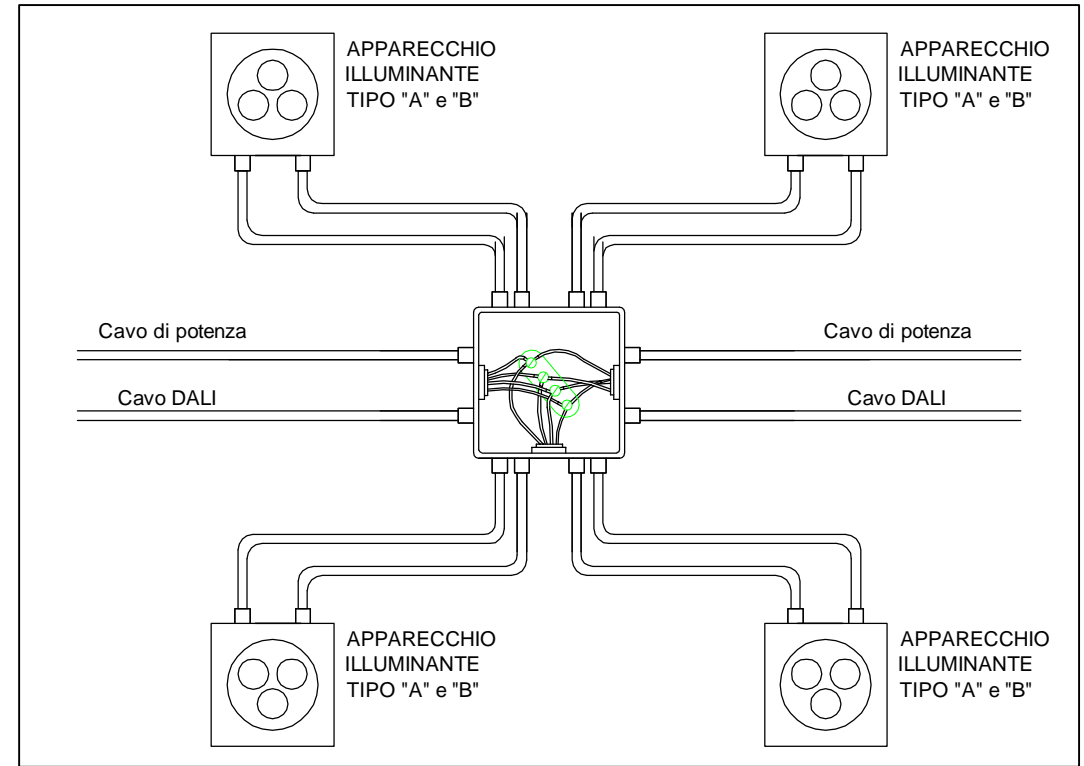 APPARECCHIO
ILLUMINANTE
TIPO "A" e "B"
APPARECCHIO
ILLUMINANTE
TIPO "A" e "B"
Cavo di potenza
Cavo di potenza
Cavo DALI
Cavo DALI
APPARECCHIO
ILLUMINANTE
TIPO "A" e "B"
APPARECCHIO
ILLUMINANTE
TIPO "A" e "B"